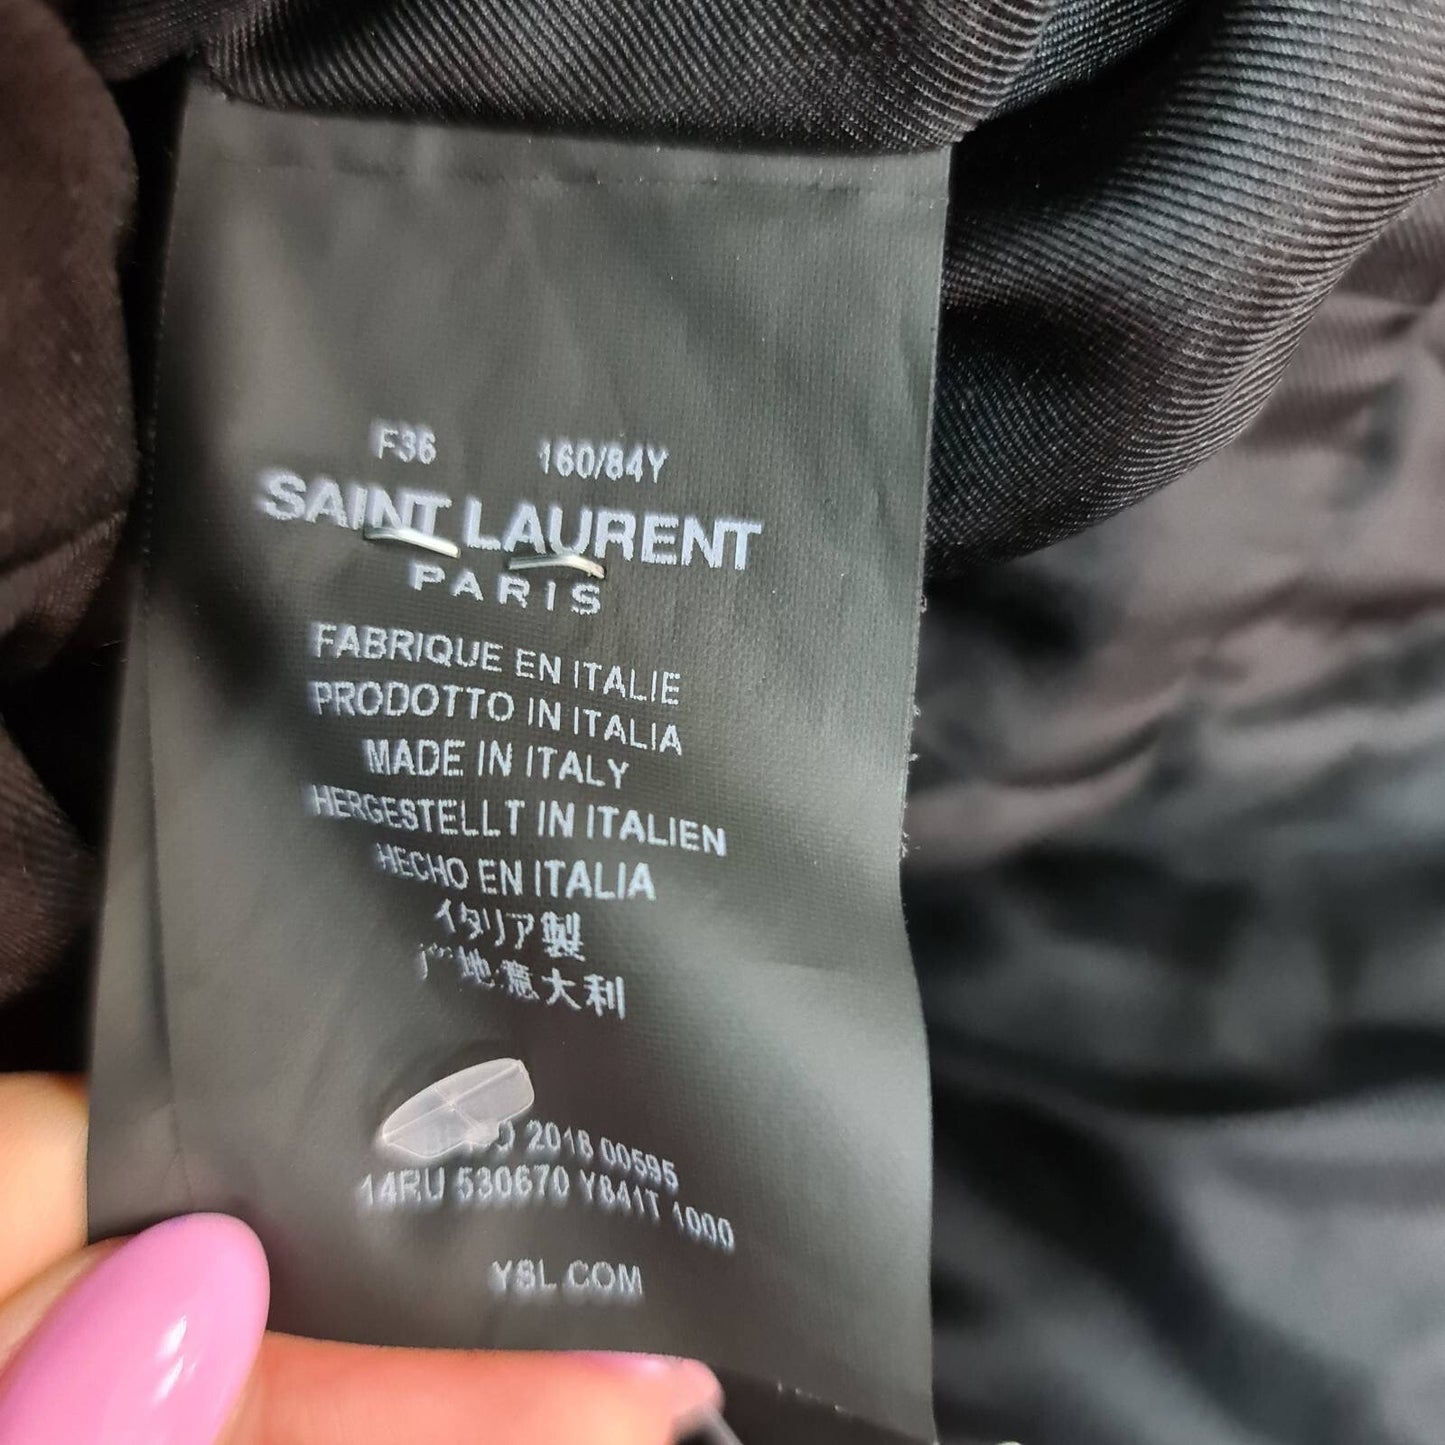 F36 160/84Y
SAINT LAURENT
PARIS
FABRIQUE EN ITALIE
PRODOTTO IN ITALIA
MADE IN ITALY
HERGESTELLT IN ITALIEN
HECHO EN ITALIA
イタリア製
产地:意大利
2018 00595
14RU 530670 Y841T 1000
YSL.COM